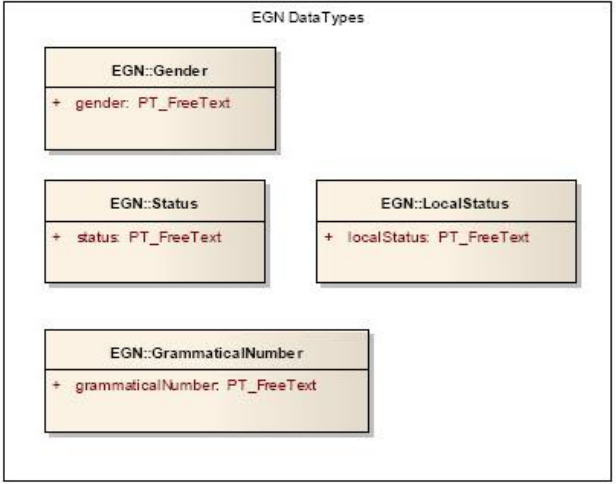 EGN DataTypes
EGN::Gender
+ gender: PT_FreeText
EGN::Status
+ status: PT_FreeText
EGN::LocalStatus
+ localStatus: PT_FreeText
EGN::GrammaticalNumber
+ grammaticalNumber: PT_FreeText